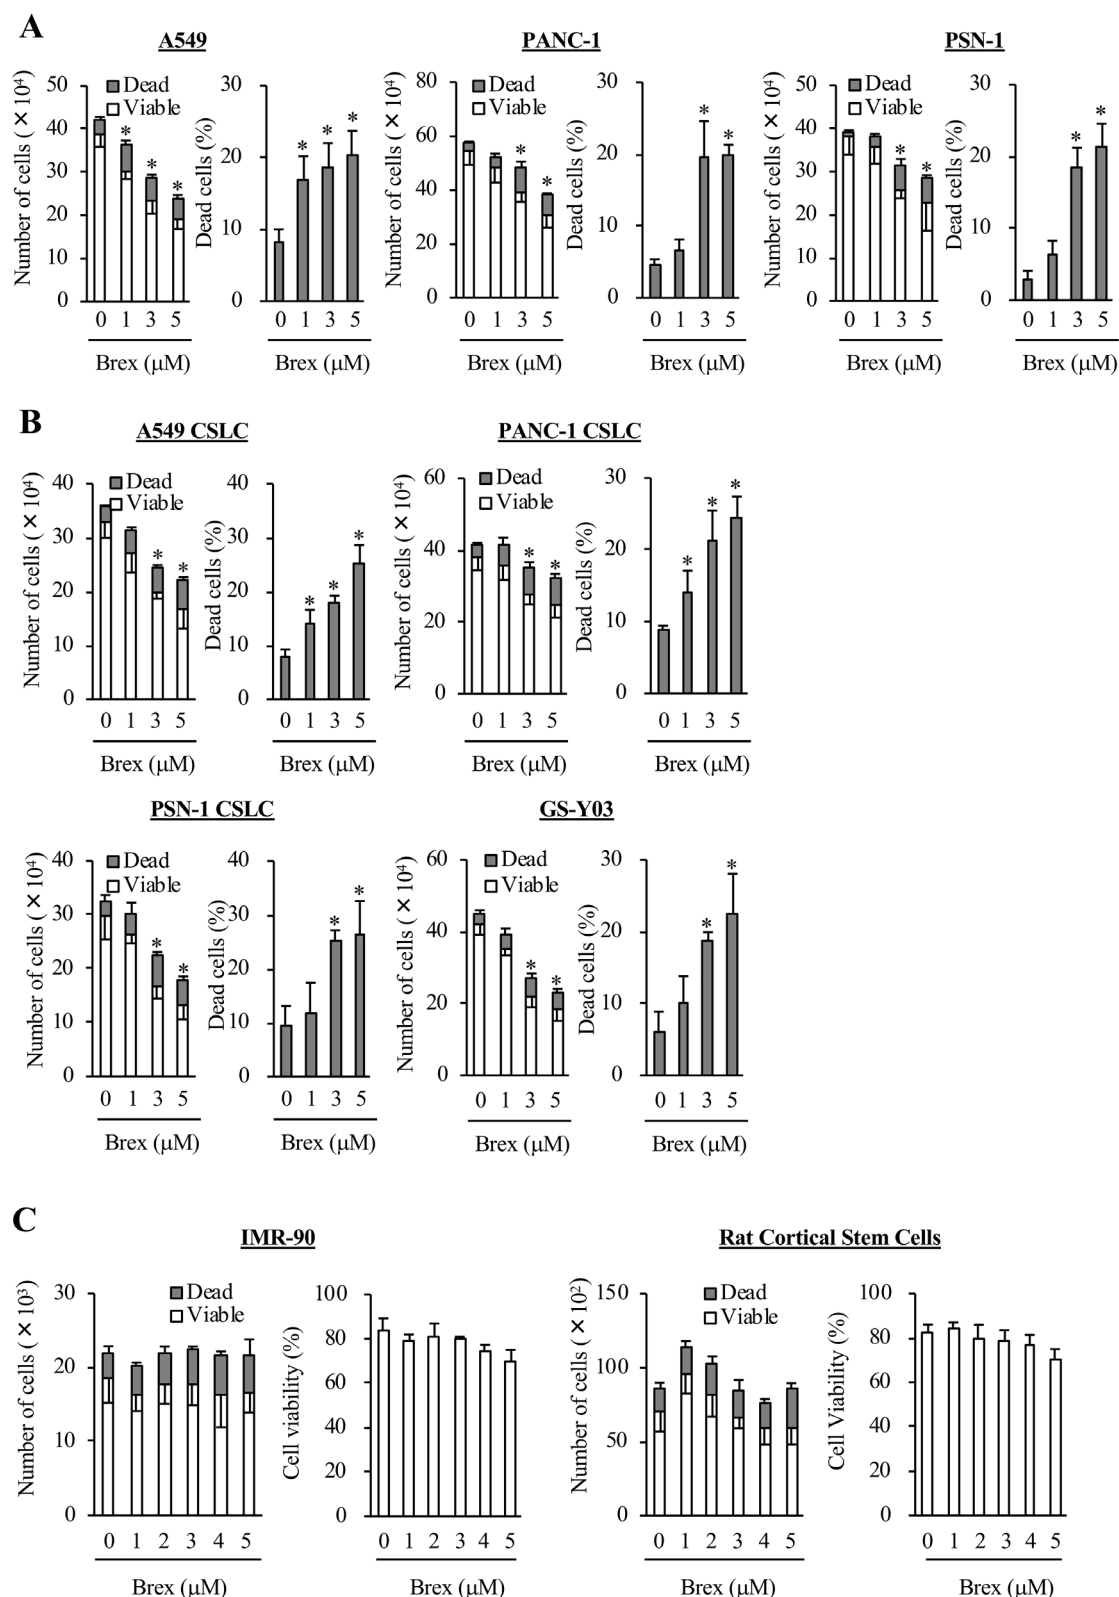 A
A549
PANC-1
PSN-1
Number of cells (×10⁴)
50
40
30
20
10
0
Dead
Viable
*
*
*
0 1 3 5
Brex (μM)
Dead cells (%)
30
20
10
0
*
*
*
0 1 3 5
Brex (μM)
Number of cells (×10⁴)
80
60
40
20
0
Dead
Viable
*
*
0 1 3 5
Brex (μM)
Dead cells (%)
30
20
10
0
*
*
0 1 3 5
Brex (μM)
Number of cells (×10⁴)
50
40
30
20
10
0
Dead
Viable
*
*
0 1 3 5
Brex (μM)
Dead cells (%)
30
20
10
0
*
*
0 1 3 5
Brex (μM)
B
A549 CSLC
PANC-1 CSLC
Number of cells (×10⁴)
40
30
20
10
0
Dead
Viable
*
*
0 1 3 5
Brex (μM)
Dead cells (%)
40
30
20
10
0
*
*
*
0 1 3 5
Brex (μM)
Number of cells (×10⁴)
60
40
20
0
Dead
Viable
*
*
0 1 3 5
Brex (μM)
Dead cells (%)
30
20
10
0
*
*
*
0 1 3 5
Brex (μM)
PSN-1 CSLC
GS-Y03
Number of cells (×10⁴)
40
30
20
10
0
Dead
Viable
*
*
0 1 3 5
Brex (μM)
Dead cells (%)
40
30
20
10
0
*
*
0 1 3 5
Brex (μM)
Number of cells (×10⁴)
60
40
20
0
Dead
Viable
*
*
0 1 3 5
Brex (μM)
Dead cells (%)
30
20
10
0
*
*
0 1 3 5
Brex (μM)
C
IMR-90
Rat Cortical Stem Cells
Number of cells (×10³)
30
20
10
0
Dead
Viable
0 1 2 3 4 5
Brex (μM)
Cell viability (%)
100
80
60
40
20
0
0 1 2 3 4 5
Brex (μM)
Number of cells (×10²)
150
100
50
0
Dead
Viable
0 1 2 3 4 5
Brex (μM)
Cell Viability (%)
100
80
60
40
20
0
0 1 2 3 4 5
Brex (μM)